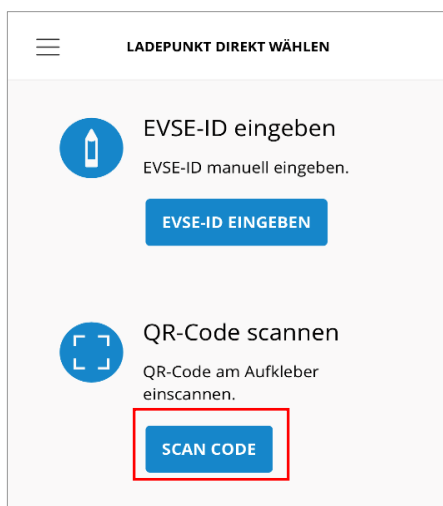 LADEPUNKT DIREKT WÄHLEN
EVSE-ID eingeben
EVSE-ID manuell eingeben.
EVSE-ID EINGEBEN
QR-Code scannen
QR-Code am Aufkleber
einscannen.
SCAN CODE